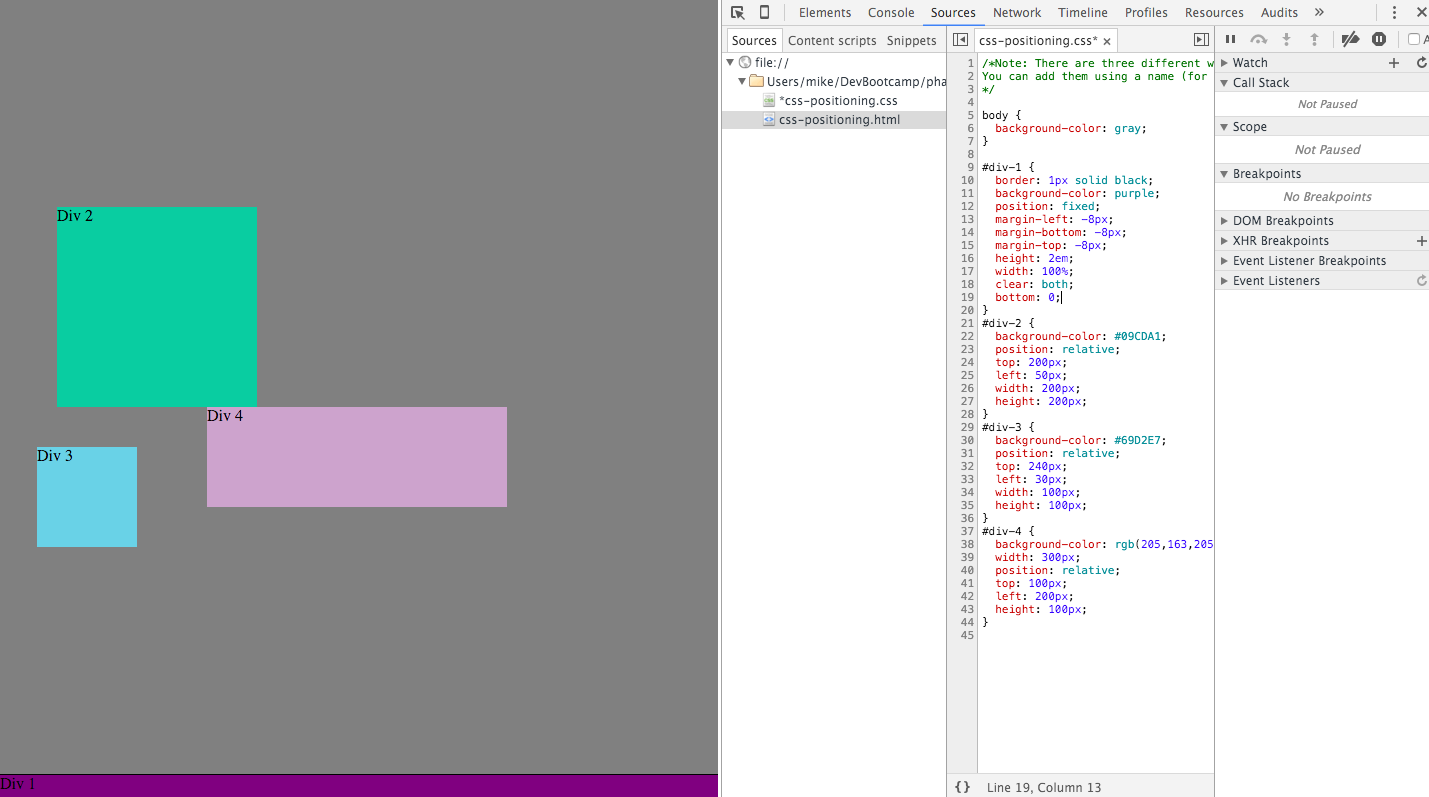 Div 2
Div 4
Div 3
Div 1
Elements Console Sources Network Timeline Profiles Resources Audits »
Sources Content scripts Snippets
file://
Users/mike/DevBootcamp/pha
*css-positioning.css
css-positioning.html
css-positioning.css* ×
1 /*Note: There are three different w
2 You can add them using a name (for
3 */
4
5 body {
6 background-color: gray;
7 }
8
9 #div-1 {
10 border: 1px solid black;
11 background-color: purple;
12 position: fixed;
13 margin-left: -8px;
14 margin-bottom: -8px;
15 margin-top: -8px;
16 height: 2em;
17 width: 100%;
18 clear: both;
19 bottom: 0;
20 }
21 #div-2 {
22 background-color: #09CDA1;
23 position: relative;
24 top: 200px;
25 left: 50px;
26 width: 200px;
27 height: 200px;
28 }
29 #div-3 {
30 background-color: #69D2E7;
31 position: relative;
32 top: 240px;
33 left: 30px;
34 width: 100px;
35 height: 100px;
36 }
37 #div-4 {
38 background-color: rgb(205,163,205
39 width: 300px;
40 position: relative;
41 top: 100px;
42 left: 200px;
43 height: 100px;
44 }
45
{} Line 19, Column 13
A
Watch
Call Stack
Not Paused
Scope
Not Paused
Breakpoints
No Breakpoints
DOM Breakpoints
XHR Breakpoints
Event Listener Breakpoints
Event Listeners